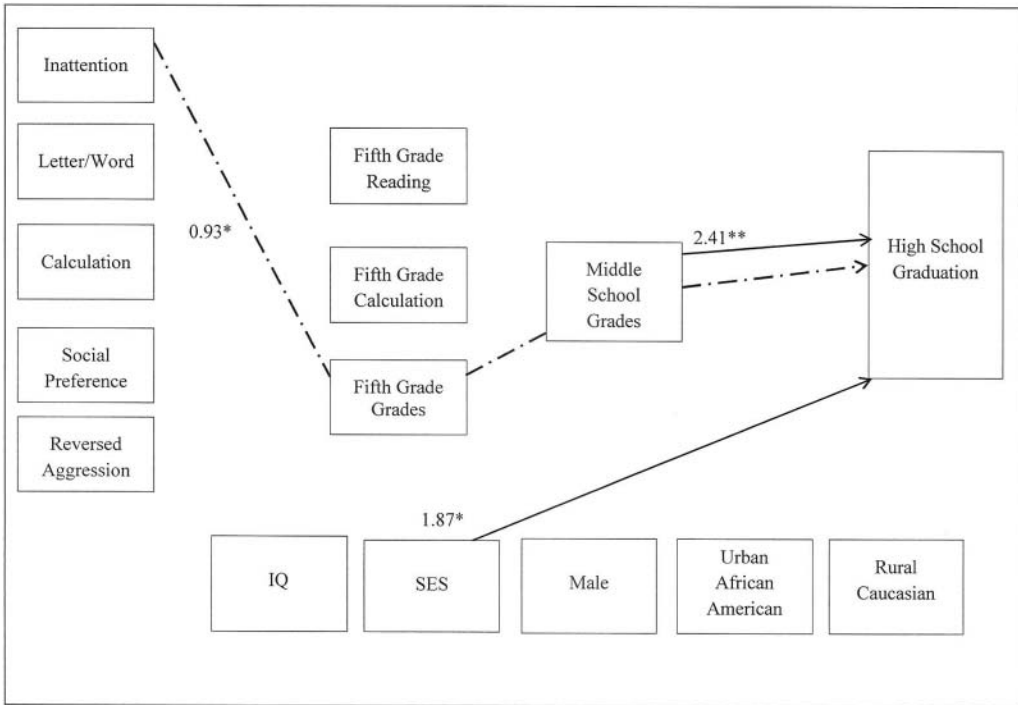 Inattention
Letter/Word
0.93*
Calculation
Social
Preference
Reversed
Aggression
Fifth Grade
Reading
Fifth Grade
Calculation
Fifth Grade
Grades
Middle
School
Grades
2.41**
High School
Graduation
1.87*
IQ
SES
Male
Urban
African
American
Rural
Caucasian